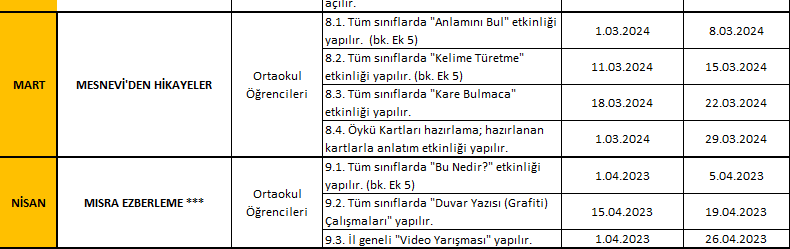 açılır.
MART
MESNEVİ'DEN HİKAYELER
Ortaokul
Öğrencileri
8.1. Tüm sınıflarda "Anlamını Bul" etkinliği
yapılır.  (bk. Ek 5)
1.03.2024
8.03.2024
8.2. Tüm sınıflarda "Kelime Türetme"
etkinliği yapılır. (bk. Ek 5)
11.03.2024
15.03.2024
8.3. Tüm sınıflarda "Kare Bulmaca"
etkinliği yapılır.
18.03.2024
22.03.2024
8.4. Öykü Kartları hazırlama; hazırlanan
kartlarla anlatım etkinliği yapılır.
1.03.2024
29.03.2024
NİSAN
MISRA EZBERLEME ***
Ortaokul
Öğrencileri
9.1. Tüm sınıflarda "Bu Nedir?" etkinliği
yapılır. (bk. Ek 5)
1.04.2023
5.04.2023
9.2. Tüm sınıflarda "Duvar Yazısı (Grafiti)
Çalışmaları" yapılır.
15.04.2023
19.04.2023
9.3. İl geneli "Video Yarışması" yapılır.
1.04.2023
26.04.2023